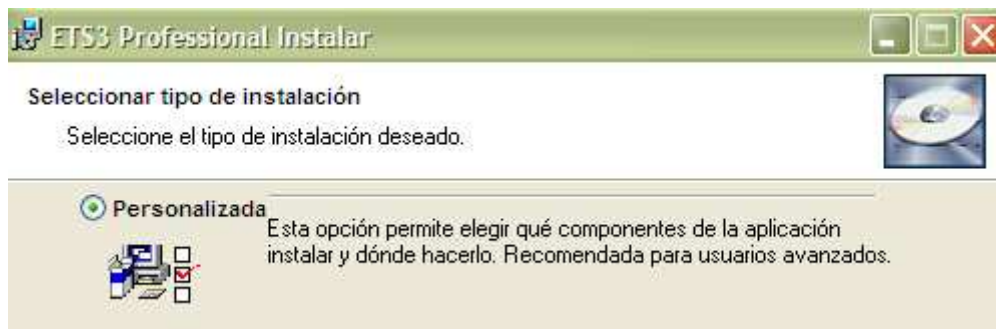 ETS3 Professional Instalar
Seleccionar tipo de instalación
Seleccione el tipo de instalación deseado.
Personalizada
Esta opción permite elegir qué componentes de la aplicación
instalar y dónde hacerlo. Recomendada para usuarios avanzados.